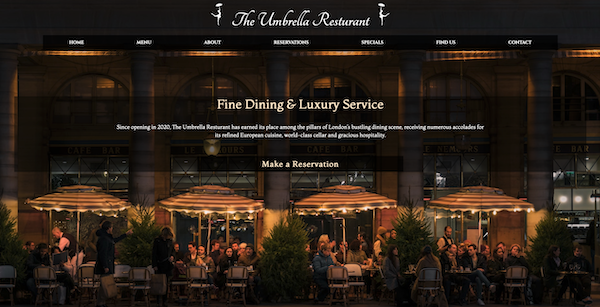 The Umbrella Resturant
HOME MENU ABOUT RESERVATIONS SPECIALS FIND US CONTACT
Fine Dining & Luxury Service
Since opening in 2020, The Umbrella Resturant has earned its place among the pillars of London's bustling dining scene, receiving numerous accolades for
its refined European cuisine, world-class cellar and gracious hospitality.
CAFE BAR
Make a Reservation